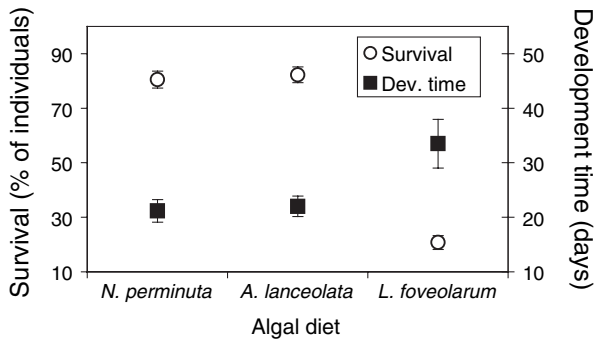 Survival (% of individuals)
90
70
50
30
10
Survival
Dev. time
50
40
30
20
10
Development time (days)
N. perminuta A. lanceolata L. foveolarum
Algal diet